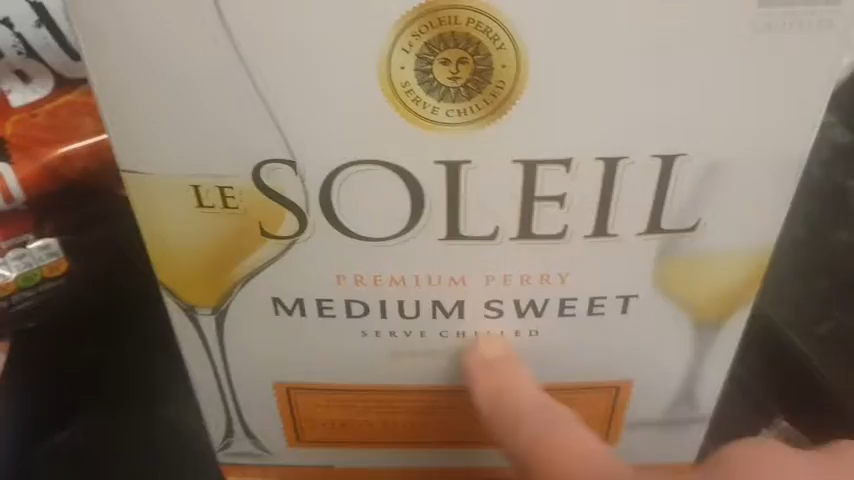 LE SOLEIL PERRY
SERVE CHILLED
LE SOLEIL
PREMIUM PERRY
MEDIUM SWEET
SERVE CHILLED